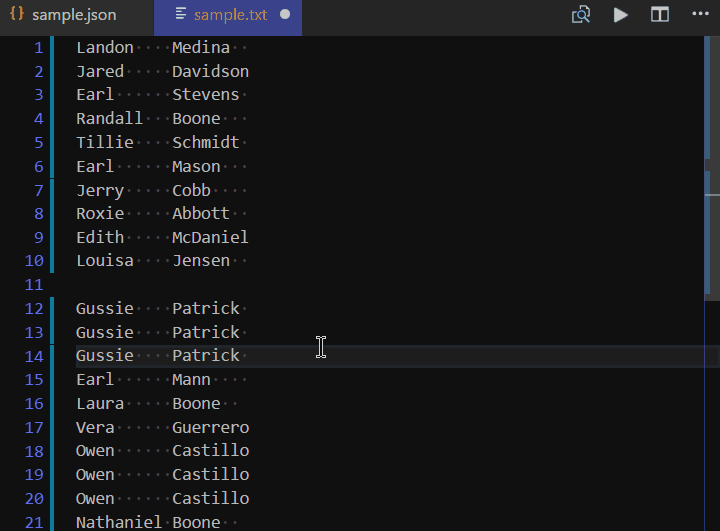 {} sample.json sample.txt
1 Landon Medina
2 Jared Davidson
3 Earl Stevens
4 Randall Boone
5 Tillie Schmidt
6 Earl Mason
7 Jerry Cobb
8 Roxie Abbott
9 Edith McDaniel
10 Louisa Jensen
11
12 Gussie Patrick
13 Gussie Patrick
14 Gussie Patrick
15 Earl Mann
16 Laura Boone
17 Vera Guerrero
18 Owen Castillo
19 Owen Castillo
20 Owen Castillo
21 Nathaniel Boone